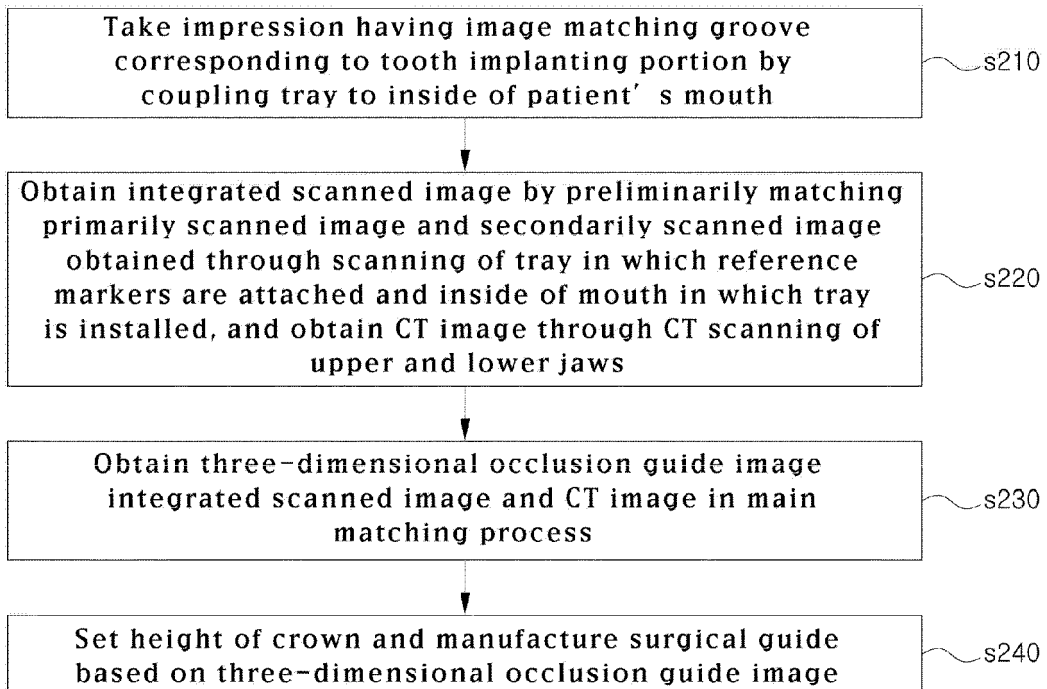 Take impression having image matching groove
corresponding to tooth implanting portion by
coupling tray to inside of patient' s mouth
s210
Obtain integrated scanned image by preliminarily matching
primarily scanned image and secondarily scanned image
obtained through scanning of tray in which reference
markers are attached and inside of mouth in which tray
is installed, and obtain CT image through CT scanning of
upper and lower jaws
s220
Obtain three-dimensional occlusion guide image
integrated scanned image and CT image in main
matching process
s230
Set height of crown and manufacture surgical guide
based on three-dimensional occlusion guide image
s240